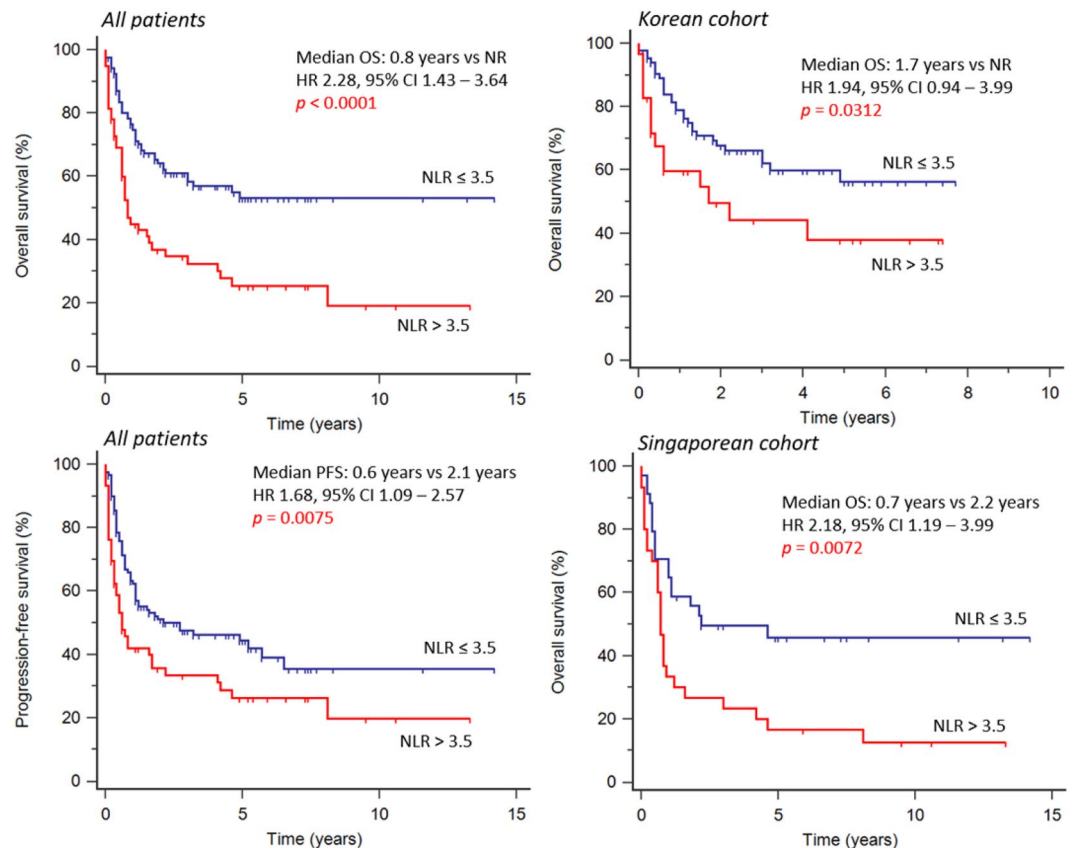 All patients
Median OS: 0.8 years vs NR
HR 2.28, 95% CI 1.43 – 3.64
p < 0.0001
Overall survival (%)
100
80
60
40
20
0
NLR ≤ 3.5
NLR > 3.5
0 5 10 15
Time (years)
Korean cohort
Median OS: 1.7 years vs NR
HR 1.94, 95% CI 0.94 – 3.99
p = 0.0312
Overall survival (%)
100
80
60
40
20
0
NLR ≤ 3.5
NLR > 3.5
0 2 4 6 8 10
Time (years)
All patients
Median PFS: 0.6 years vs 2.1 years
HR 1.68, 95% CI 1.09 – 2.57
p = 0.0075
Progression-free survival (%)
100
80
60
40
20
0
NLR ≤ 3.5
NLR > 3.5
0 5 10 15
Time (years)
Singaporean cohort
Median OS: 0.7 years vs 2.2 years
HR 2.18, 95% CI 1.19 – 3.99
p = 0.0072
Overall survival (%)
100
80
60
40
20
0
NLR ≤ 3.5
NLR > 3.5
0 5 10 15
Time (years)